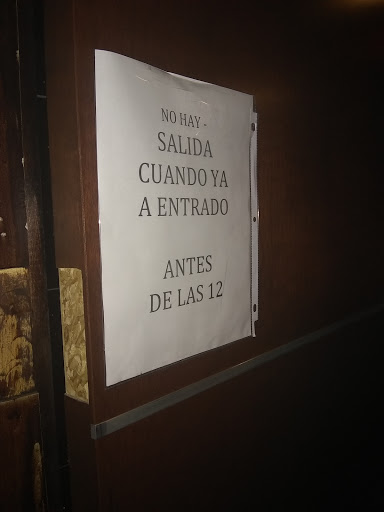 NO HAY -
SALIDA
CUANDO YA
A ENTRADO
ANTES
DE LAS 12